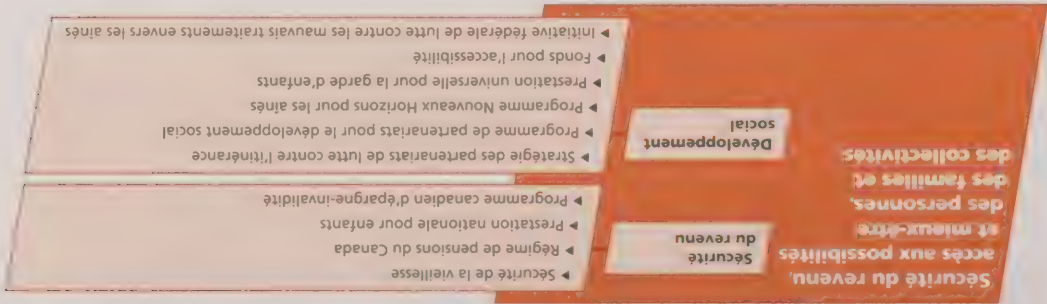 Sécurité du revenu,
accès aux possibilités
et mieux-être
des personnes,
des familles et
des collectivités
Sécurité
du revenu
▶ Sécurité de la vieillesse
▶ Régime de pensions du Canada
▶ Prestation nationale pour enfants
▶ Programme canadien d'épargne-invalidité
Développement
social
▶ Stratégie des partenariats de lutte contre l'itinérance
▶ Programme de partenariats pour le développement social
▶ Programme Nouveaux Horizons pour les aînés
▶ Prestation universelle pour la garde d'enfants
▶ Fonds pour l'accessibilité
▶ Initiative fédérale de lutte contre les mauvais traitements envers les aînés